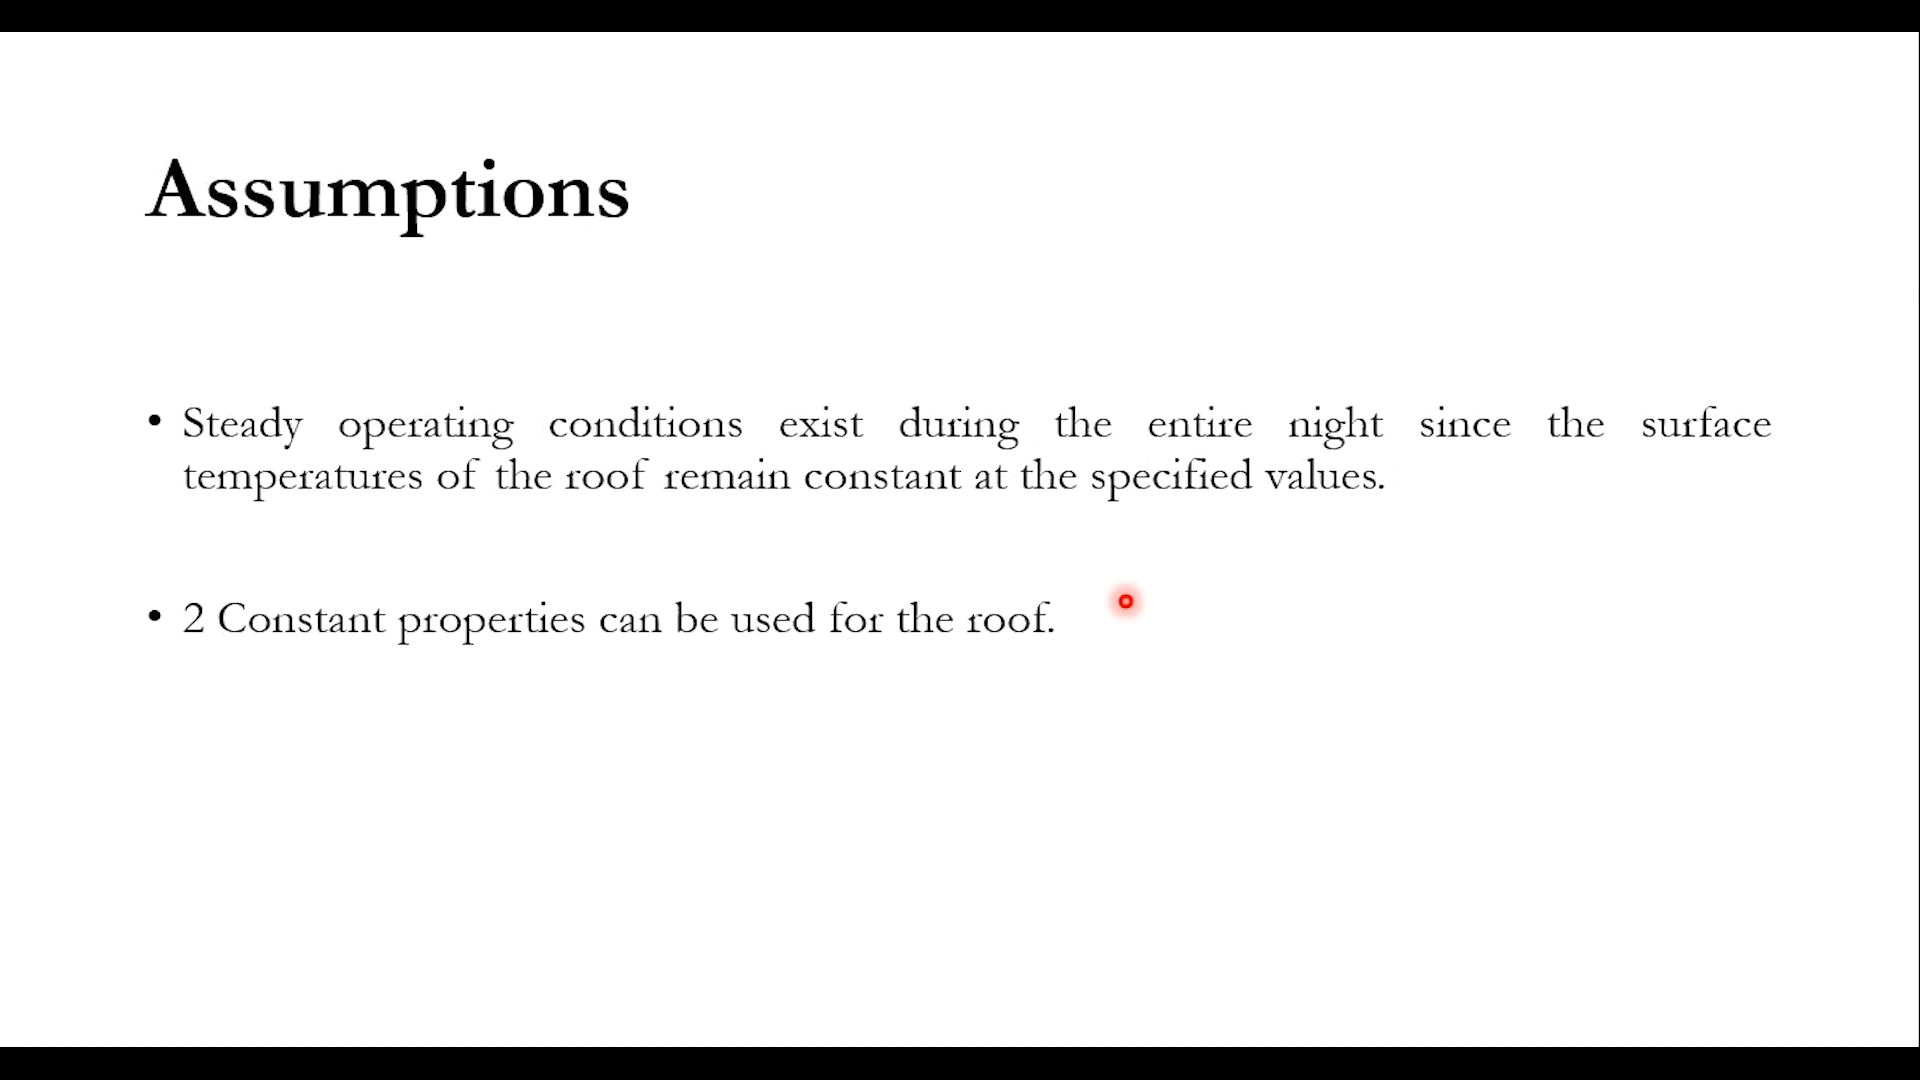 Assumptions
• Steady operating conditions exist during the entire night since the surface
temperatures of the roof remain constant at the specified values.
• 2 Constant properties can be used for the roof.